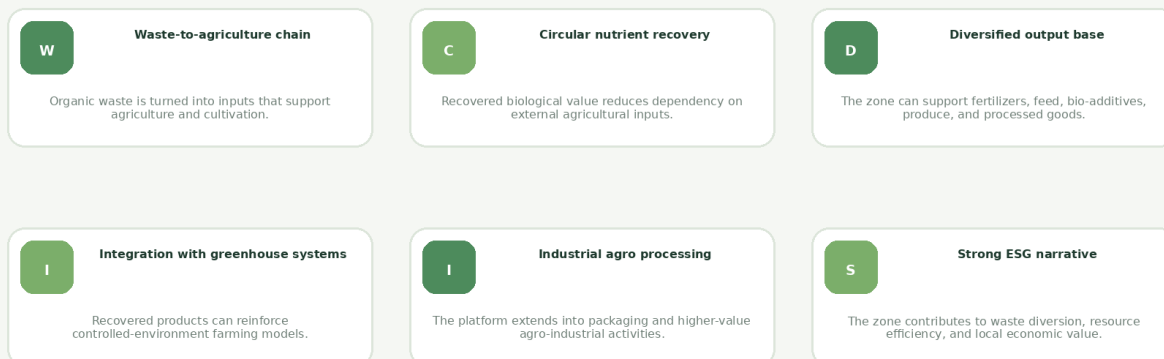 W
Waste-to-agriculture chain
Organic waste is turned into inputs that support
agriculture and cultivation.
C
Circular nutrient recovery
Recovered biological value reduces dependency on
external agricultural inputs.
D
Diversified output base
The zone can support fertilizers, feed, bio-additives,
produce, and processed goods.
I
Integration with greenhouse systems
Recovered products can reinforce
controlled-environment farming models.
I
Industrial agro processing
The platform extends into packaging and higher-value
agro-industrial activities.
S
Strong ESG narrative
The zone contributes to waste diversion, resource
efficiency, and local economic value.